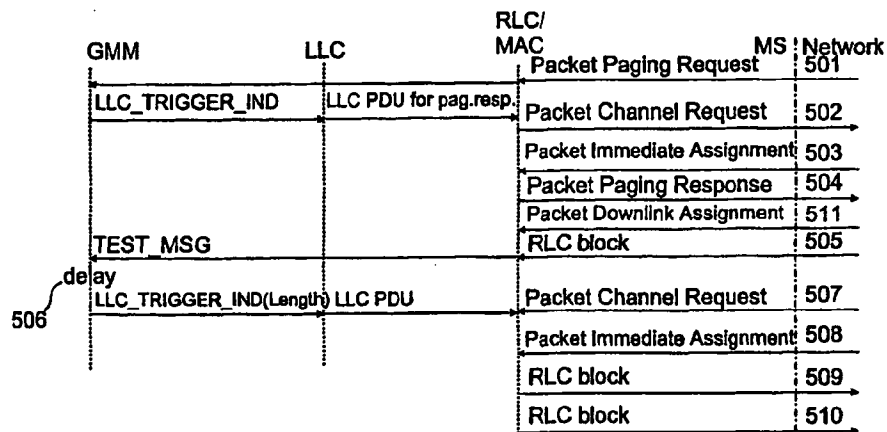 RLC/
GMM LLC MAC MS Network
Packet Paging Request 501
LLC_TRIGGER_IND LLC PDU for pag.resp. Packet Channel Request 502
Packet Immediate Assignment 503
Packet Paging Response 504
Packet Downlink Assignment 511
TEST_MSG RLC block 505
delay
506 LLC_TRIGGER_IND(Length) LLC PDU Packet Channel Request 507
Packet Immediate Assignment 508
RLC block 509
RLC block 510